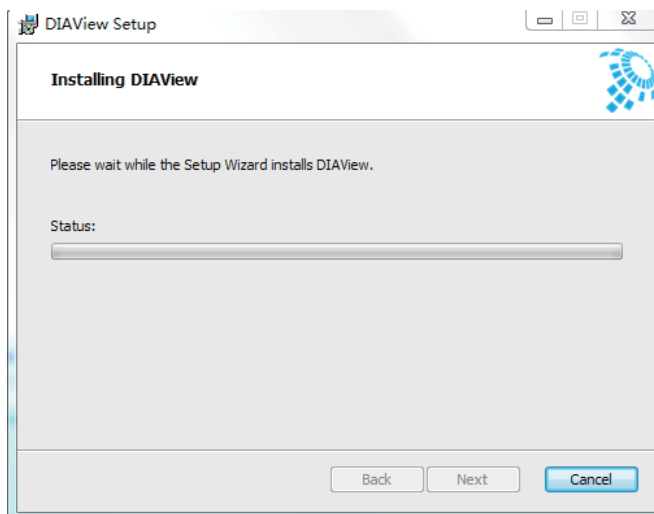 DIAView Setup
Installing DIAView
Please wait while the Setup Wizard installs DIAView.
Status:
Back Next Cancel